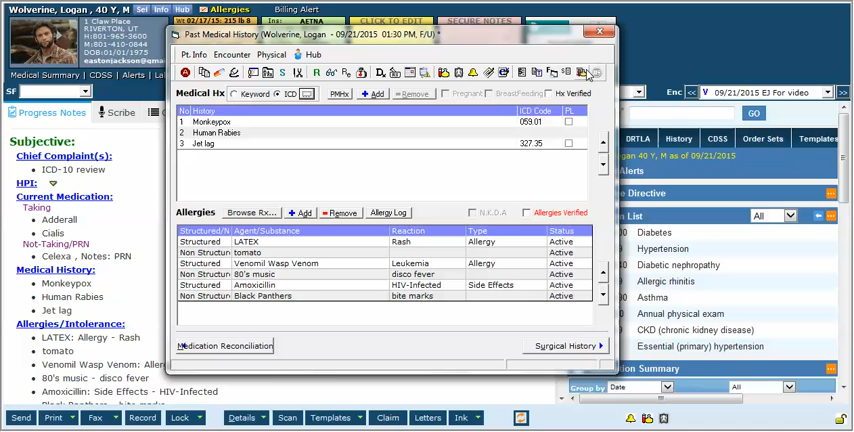 Wolverine, Logan , 40 Y, M Sel Info Hub Allergies Billing Alert
1 Claw Place
RIVERTON, UT
H:801-965-3600
M:801-410-0844
DOB:01/01/1975
Wt 02/17/15: 215 lb 8
Ins: AETNA
CLICK TO EDIT
SECURE NOTES
Medical Summary | CDSS | Alerts | Lab
SF
Enc 09/21/2015 EJ For video
Progress Notes Scribe
GO
DRTLA History CDSS Order Sets Templates
ogan 40 Y, M as of 09/21/2015
Alerts
e Directive
n List All
Diabetes
Hypertension
Diabetic nephropathy
Allergic rhinitis
Asthma
Annual physical exam
CKD (chronic kidney disease)
Essential (primary) hypertension
ation Summary
Group by Date All
Subjective:
Chief Complaint(s):
ICD-10 review
HPI:
Current Medication:
Taking
Adderall
Cialis
Not-Taking/PRN
Celexa , Notes: PRN
Medical History:
Monkeypox
Human Rabies
Jet lag
Allergies/Intolerance:
LATEX: Allergy - Rash
tomato
Venomil Wasp Venom: Allergy
80's music - disco fever
Amoxicillin: Side Effects - HIV-Infected
Black Panthers - bite marks
Past Medical History (Wolverine, Logan - 09/21/2015 01:30 PM, F/U) *
Pt. Info Encounter Physical Hub
Medical Hx Keyword ICD PMHx Add Remove Pregnant BreastFeeding Hx Verified
No History ICD Code PL
1 Monkeypox 059.01
2 Human Rabies
3 Jet lag 327.35
Allergies Browse Rx... Add Remove Allergy Log N.K.D.A Allergies Verified
Structured/N Agent/Substance Reaction Type Status
Structured LATEX Rash Allergy Active
Non Structure tomato Active
Structured Venomil Wasp Venom Leukemia Allergy Active
Non Structure 80's music disco fever Active
Structured Amoxicillin HIV-Infected Side Effects Active
Non Structure Black Panthers bite marks Active
Medication Reconciliation Surgical History
Send Print Fax Record Lock Details Scan Templates Claim Letters Ink